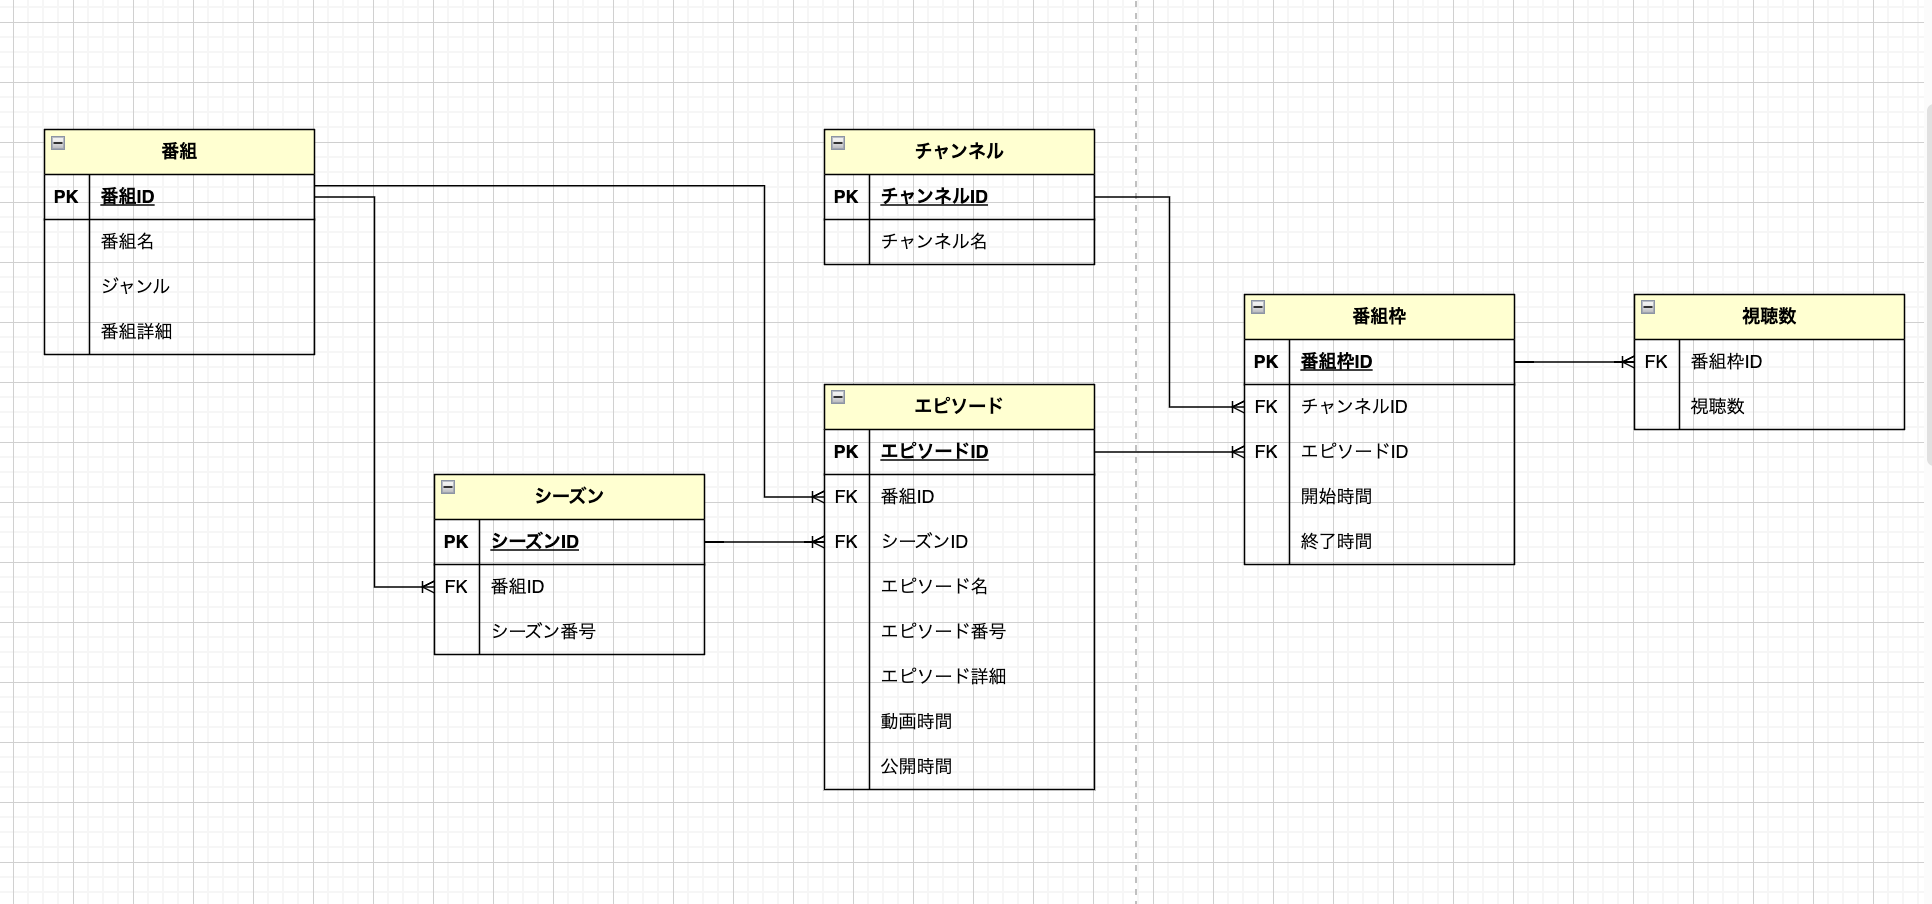 番組
PK 番組ID
番組名
ジャンル
番組詳細
チャンネル
PK チャンネルID
チャンネル名
シーズン
PK シーズンID
FK 番組ID
シーズン番号
エピソード
PK エピソードID
FK 番組ID
FK シーズンID
エピソード名
エピソード番号
エピソード詳細
動画時間
公開時間
番組枠
PK 番組枠ID
FK チャンネルID
FK エピソードID
開始時間
終了時間
視聴数
FK 番組枠ID
視聴数